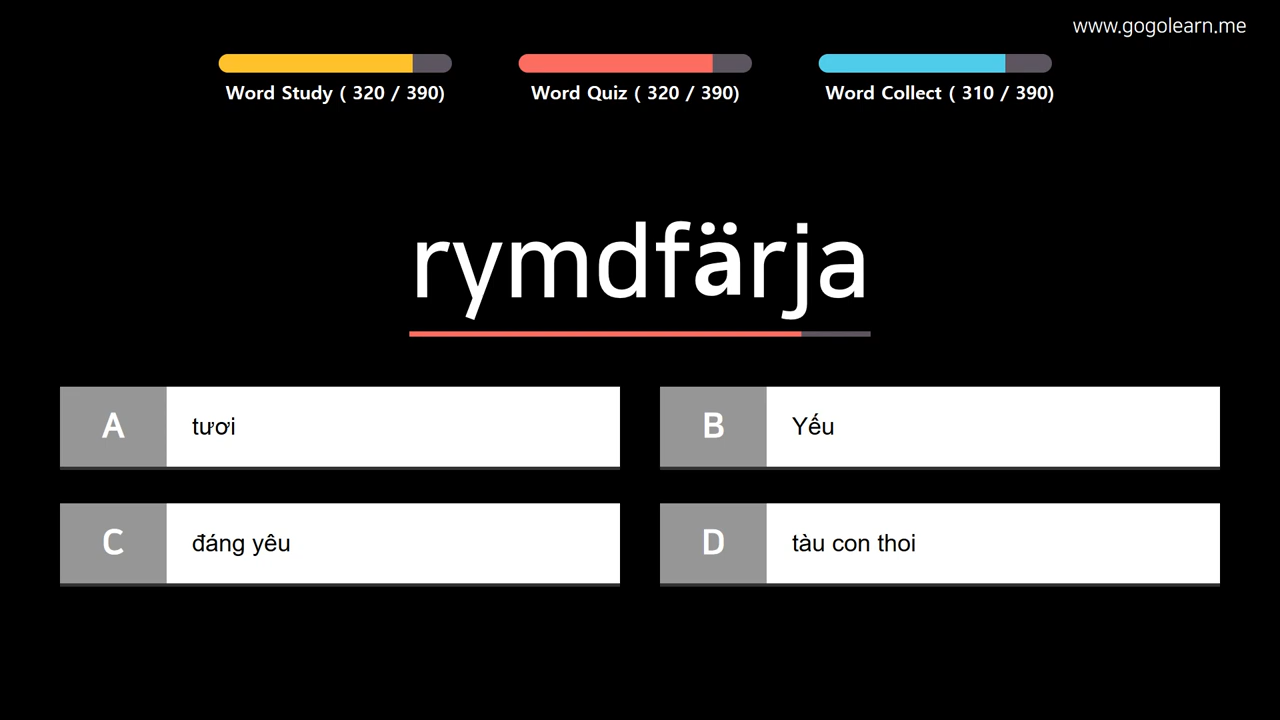 www.gogolearn.me
Word Study ( 320 / 390)
Word Quiz ( 320 / 390)
Word Collect ( 310 / 390)
rymdfärja
A tươi
B Yếu
C đáng yêu
D tàu con thoi